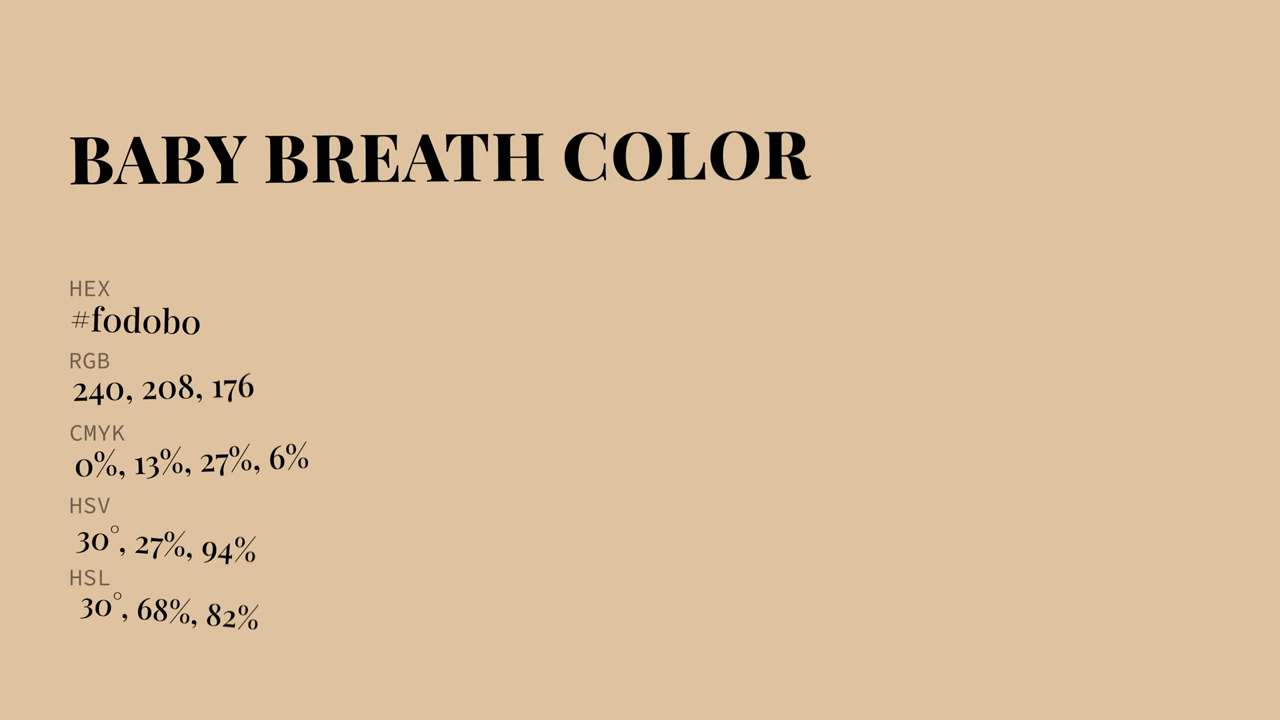 BABY BREATH COLOR
HEX
#f0d0b0
RGB
240, 208, 176
CMYK
0%, 13%, 27%, 6%
HSV
30°, 27%, 94%
HSL
30°, 68%, 82%